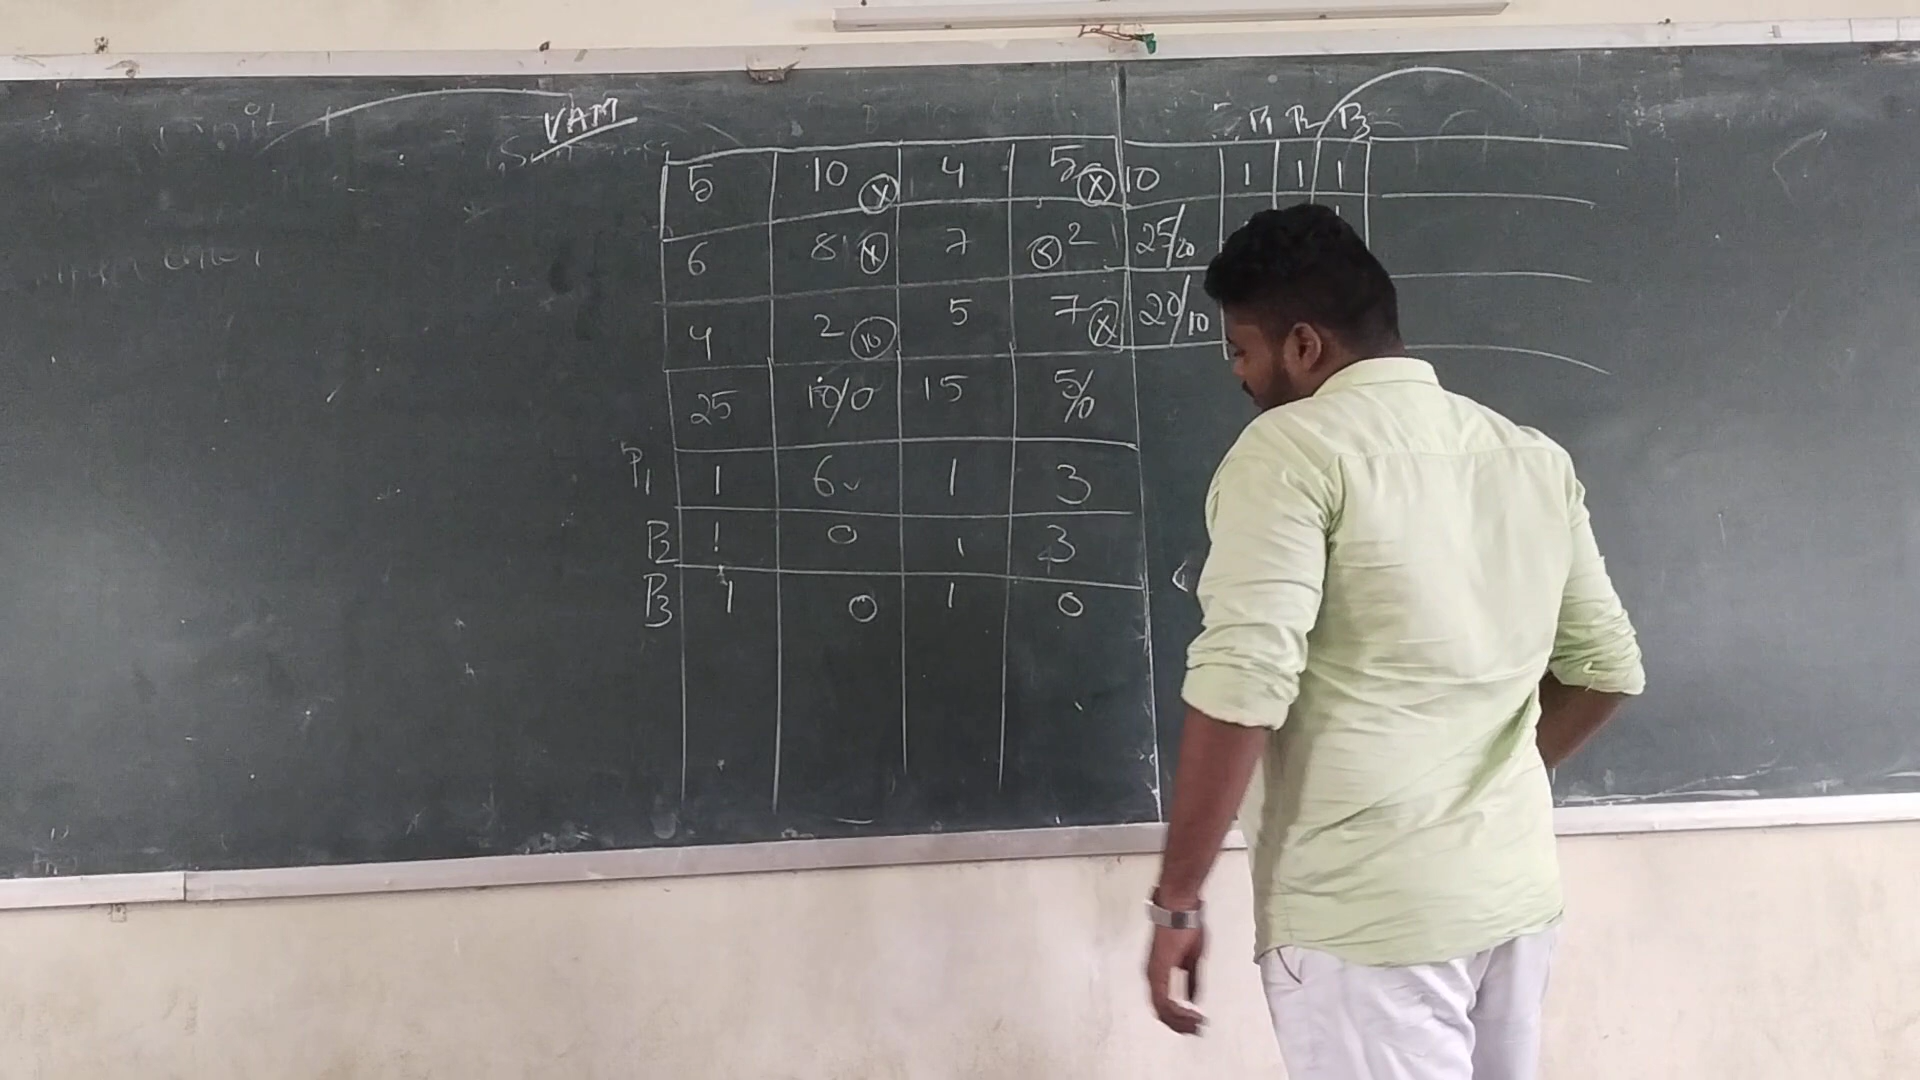 VAM
P1 P2 P3
5 10 X 4 5 X 10 1 1 1
6 8 X 7 5 2 25/20
4 2 10 5 7 X 20/10
25 10/0 15 5/0
P1 1 6 1 3
P2 1 0 1 3
P3 1 0 1 0